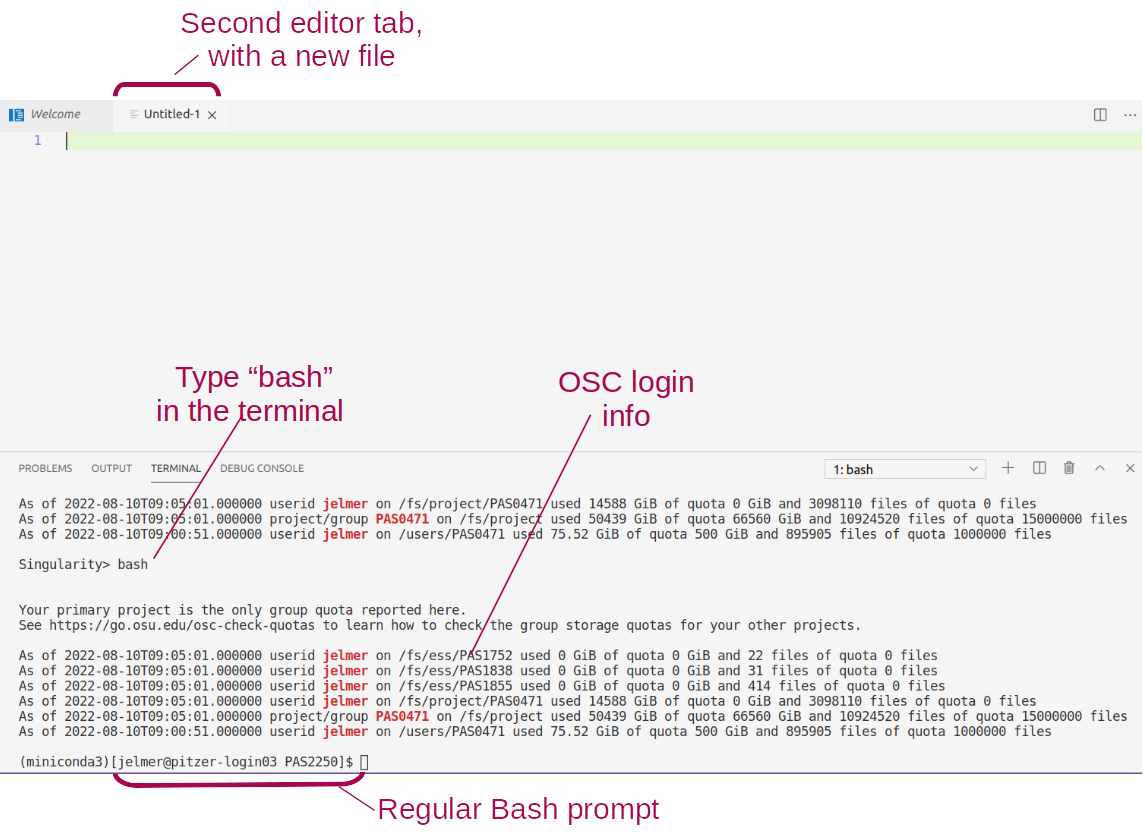 Second editor tab,
with a new file
Welcome
Untitled-1
1
Type “bash”
in the terminal
OSC login
info
PROBLEMS OUTPUT TERMINAL DEBUG CONSOLE 1: bash
As of 2022-08-10T09:05:01.000000 userid jelmer on /fs/project/PAS0471 used 14588 GiB of quota 0 GiB and 3098110 files of quota 0 files
As of 2022-08-10T09:05:01.000000 project/group PAS0471 on /fs/project used 50439 GiB of quota 66560 GiB and 10924520 files of quota 15000000 files
As of 2022-08-10T09:00:51.000000 userid jelmer on /users/PAS0471 used 75.52 GiB of quota 500 GiB and 895905 files of quota 1000000 files
Singularity> bash
Your primary project is the only group quota reported here.
See https://go.osu.edu/osc-check-quotas to learn how to check the group storage quotas for your other projects.
As of 2022-08-10T09:05:01.000000 userid jelmer on /fs/ess/PAS1752 used 0 GiB of quota 0 GiB and 22 files of quota 0 files
As of 2022-08-10T09:05:01.000000 userid jelmer on /fs/ess/PAS1838 used 0 GiB of quota 0 GiB and 31 files of quota 0 files
As of 2022-08-10T09:05:01.000000 userid jelmer on /fs/ess/PAS1855 used 0 GiB of quota 0 GiB and 414 files of quota 0 files
As of 2022-08-10T09:05:01.000000 userid jelmer on /fs/project/PAS0471 used 14588 GiB of quota 0 GiB and 3098110 files of quota 0 files
As of 2022-08-10T09:05:01.000000 project/group PAS0471 on /fs/project used 50439 GiB of quota 66560 GiB and 10924520 files of quota 15000000 files
As of 2022-08-10T09:00:51.000000 userid jelmer on /users/PAS0471 used 75.52 GiB of quota 500 GiB and 895905 files of quota 1000000 files
(miniconda3)[jelmer@pitzer-login03 PAS2250]$
Regular Bash prompt